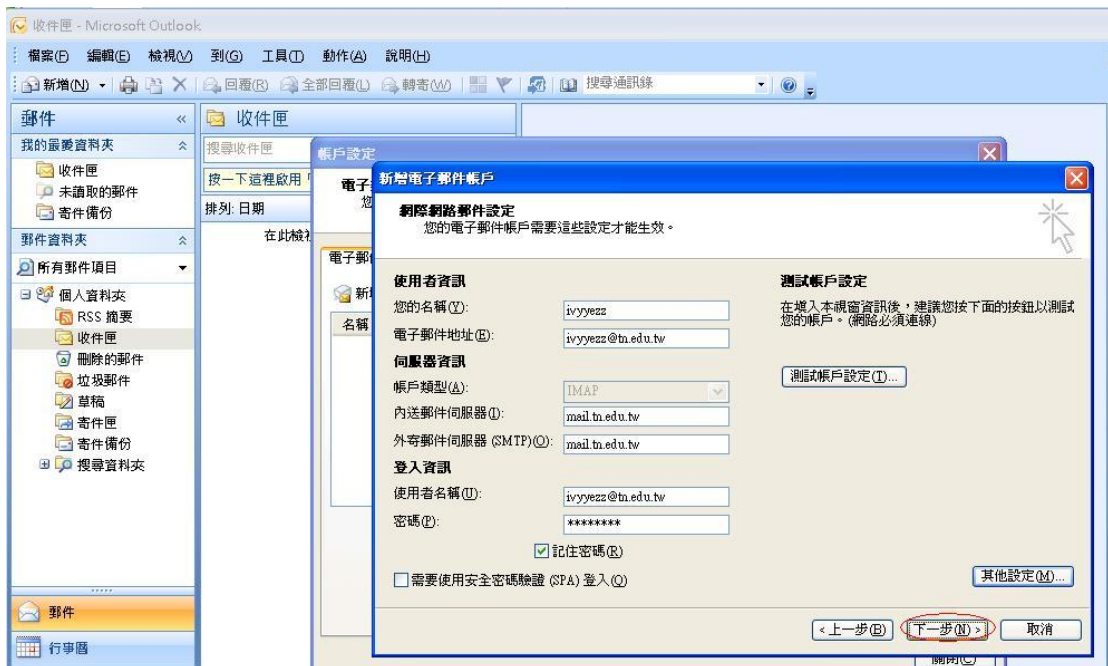 收件匣 - Microsoft Outlook
檔案(F) 編輯(E) 檢視(V) 到(G) 工具(T) 動作(A) 說明(H)
新增(N) 回覆(R) 全部回覆(L) 轉寄(W) 搜尋通訊錄
郵件 «
我的最愛資料夾
收件匣
未讀取的郵件
寄件備份
郵件資料夾
所有郵件項目
個人資料夾
RSS 摘要
收件匣
刪除的郵件
垃圾郵件
草稿
寄件匣
寄件備份
搜尋資料夾
郵件
行事曆
收件匣
搜尋收件匣
按一下這裡啟用
排列: 日期
在此檢視
帳戶設定
電子
您
電子郵
新增
名稱
關閉(C)
新增電子郵件帳戶
網際網路郵件設定
您的電子郵件帳戶需要這些設定才能生效。
使用者資訊
您的名稱(Y): ivyyezz
電子郵件地址(E): ivyyezz@tn.edu.tw
伺服器資訊
帳戶類型(A): IMAP
內送郵件伺服器(I): mail.tn.edu.tw
外寄郵件伺服器 (SMTP)(O): mail.tn.edu.tw
登入資訊
使用者名稱(U): ivyyezz@tn.edu.tw
密碼(P): ********
記住密碼(R)
需要使用安全密碼驗證 (SPA) 登入(Q)
測試帳戶設定
在填入本視窗資訊後，建議您按下面的按鈕以測試
您的帳戶。(網路必須連線)
測試帳戶設定(T)...
其他設定(M)...
<上一步(B) 下一步(N) > 取消